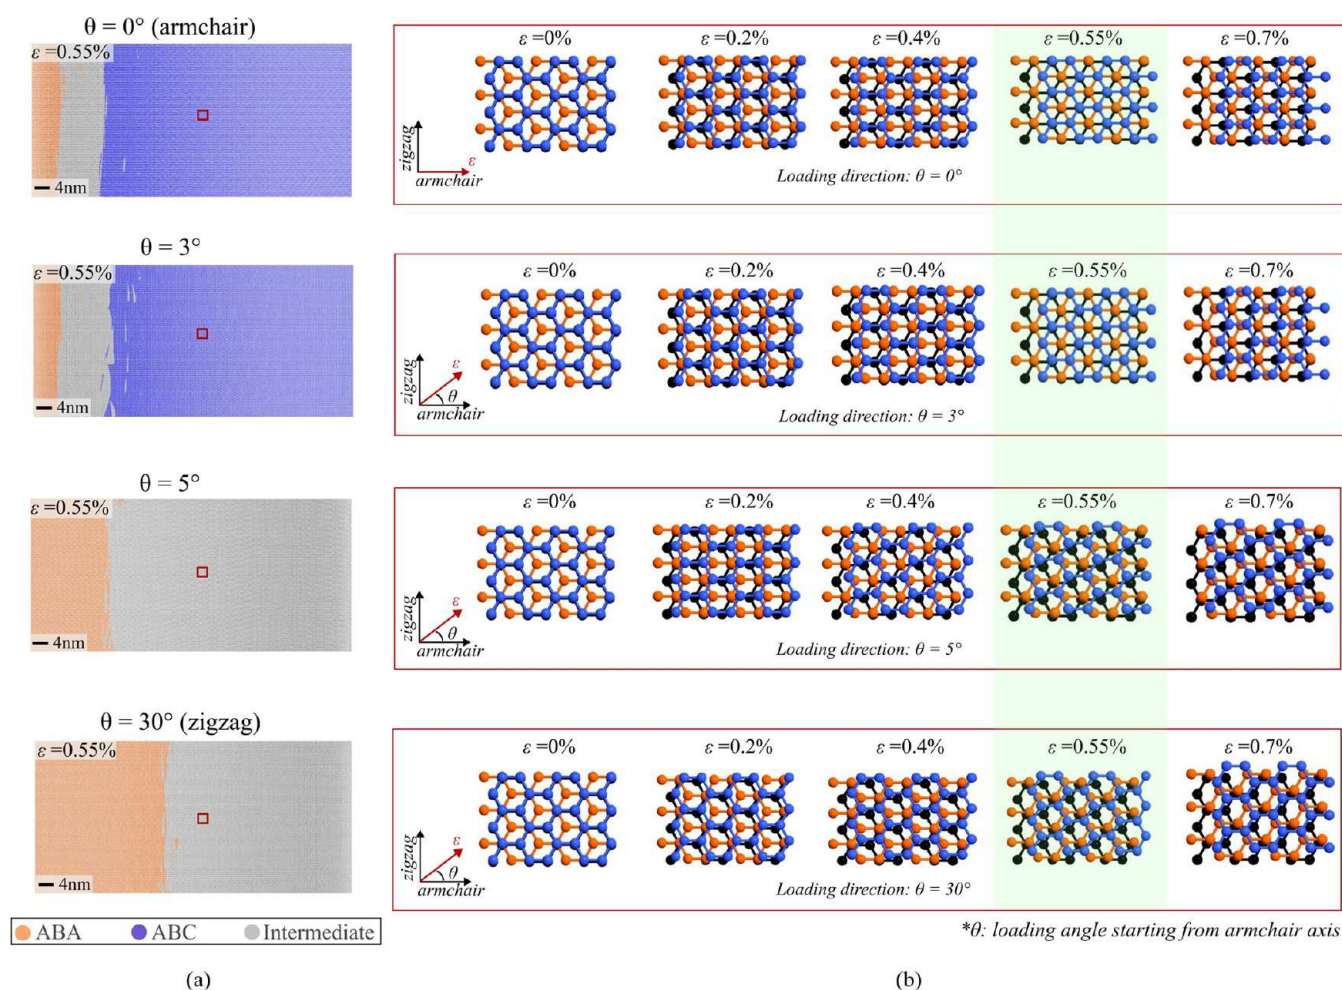 θ = 0° (armchair)
ε =0.55%
4nm
ε=0%
ε=0.2%
ε=0.4%
ε=0.55%
ε=0.7%
zigzag
ε
armchair
Loading direction: θ = 0°
θ = 3°
ε =0.55%
4nm
ε=0%
ε=0.2%
ε=0.4%
ε=0.55%
ε=0.7%
zigzag
ε
θ
armchair
Loading direction: θ = 3°
θ = 5°
ε =0.55%
4nm
ε=0%
ε=0.2%
ε=0.4%
ε=0.55%
ε=0.7%
zigzag
ε
θ
armchair
Loading direction: θ = 5°
θ = 30° (zigzag)
ε =0.55%
4nm
ε=0%
ε=0.2%
ε=0.4%
ε=0.55%
ε=0.7%
zigzag
ε
θ
armchair
Loading direction: θ = 30°
ABA ABC Intermediate
*θ: loading angle starting from armchair axis
(a)
(b)